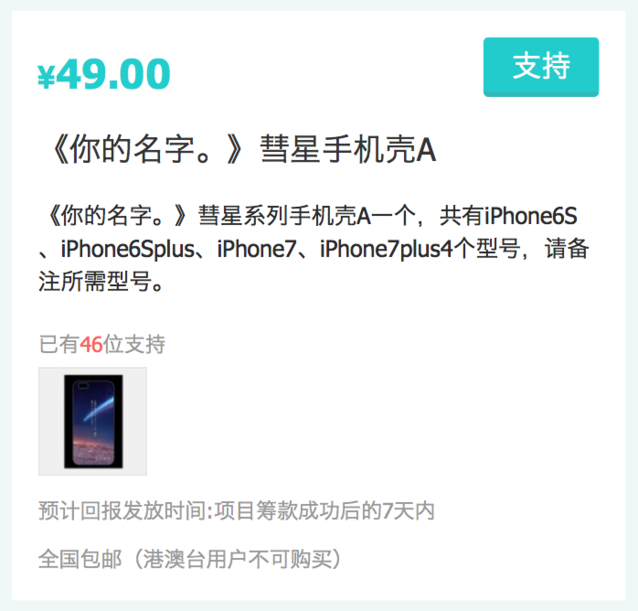 ¥49.00
支持
《你的名字。》彗星手机壳A
《你的名字。》彗星系列手机壳A一个，共有iPhone6S
、iPhone6Splus、iPhone7、iPhone7plus4个型号，请备
注所需型号。
已有46位支持
预计回报发放时间:项目筹款成功后的7天内
全国包邮（港澳台用户不可购买）